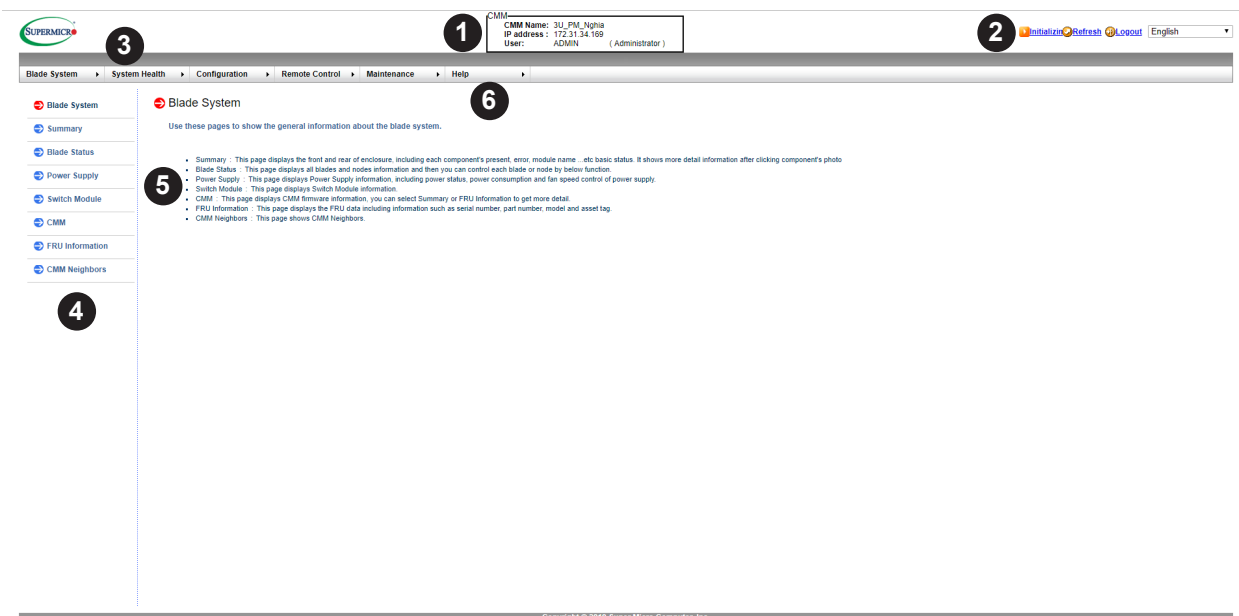 SUPERMICR
1
CMM
CMM Name: 3U_PM_Nghia
IP address : 172.31.34.169
User: ADMIN ( Administrator )
2
Initializin Refresh Logout English
3
Blade System System Health Configuration Remote Control Maintenance Help
6
Blade System
Summary
Blade Status
Power Supply
Switch Module
CMM
FRU Information
CMM Neighbors
4
Blade System
Use these pages to show the general information about the blade system.
5
Summary : This page displays the front and rear of enclosure, including each component's present, error, module name ...etc basic status. It shows more detail information after clicking component's photo
Blade Status : This page displays all blades and nodes information and then you can control each blade or node by below function.
Power Supply : This page displays Power Supply information, including power status, power consumption and fan speed control of power supply.
Switch Module : This page displays Switch Module information.
CMM : This page displays CMM firmware information, you can select Summary or FRU Information to get more detail.
FRU Information : This page displays the FRU data including information such as serial number, part number, model and asset tag.
CMM Neighbors : This page shows CMM Neighbors.